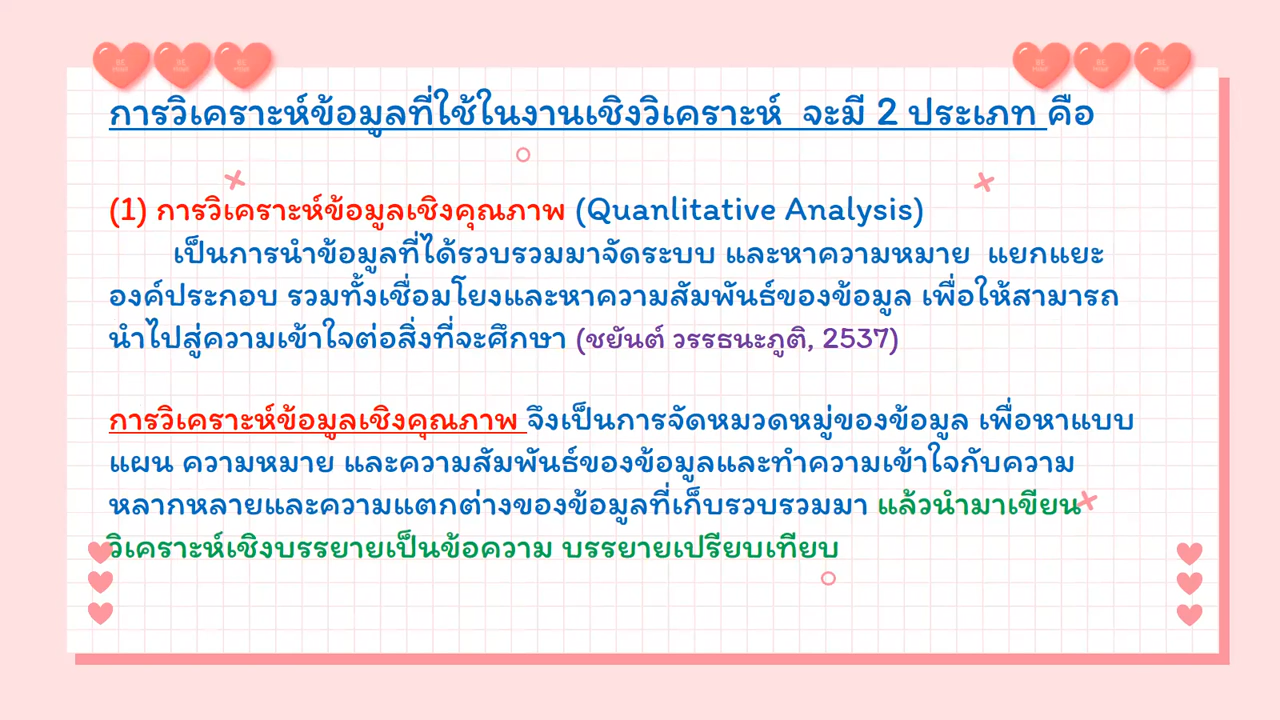 การวิเคราะห์ข้อมูลที่ใช้ในงานเชิงวิเคราะห์ จะมี 2 ประเภท คือ
(1) การวิเคราะห์ข้อมูลเชิงคุณภาพ (Quanlitative Analysis)
เป็นการนำข้อมูลที่ได้รวบรวมมาจัดระบบ และหาความหมาย แยกแยะ
องค์ประกอบ รวมทั้งเชื่อมโยงและหาความสัมพันธ์ของข้อมูล เพื่อให้สามารถ
นำไปสู่ความเข้าใจต่อสิ่งที่จะศึกษา (ชยันต์ วรรธนะภูติ, 2537)
การวิเคราะห์ข้อมูลเชิงคุณภาพ จึงเป็นการจัดหมวดหมู่ของข้อมูล เพื่อหาแบบ
แผน ความหมาย และความสัมพันธ์ของข้อมูลและทำความเข้าใจกับความ
หลากหลายและความแตกต่างของข้อมูลที่เก็บรวบรวมมา แล้วนำมาเขียน
วิเคราะห์เชิงบรรยายเป็นข้อความ บรรยายเปรียบเทียบ